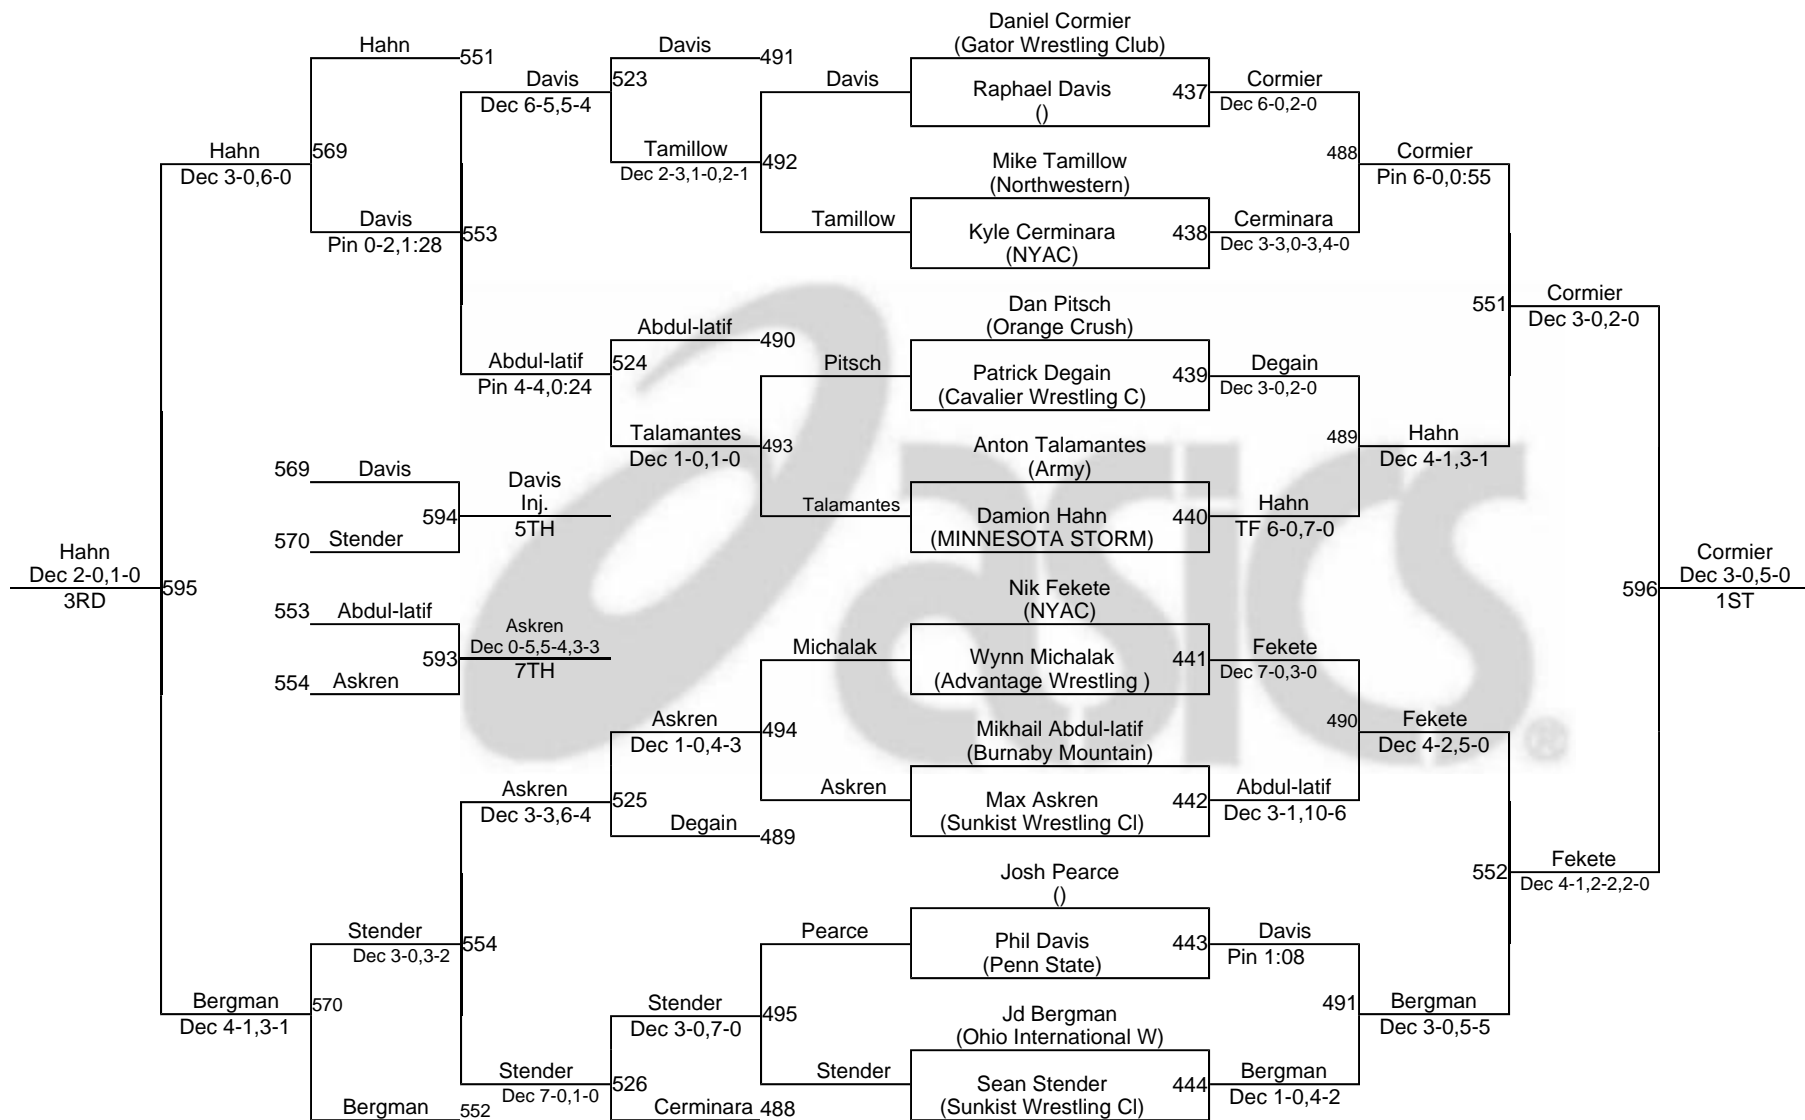 Daniel Cormier
Hahn
Davis
(Gator Wrestling Club)
551
491
Davis
523
Davis
Raphael Davis
437
Cormier
Dec 6-5,5-4
()
Dec 6-0,2-0
Hahn
569
Tamillow
492
Mike Tamillow
488
Cormier
Dec 3-0,6-0
Dec 2-3,1-0,2-1
(Northwestern)
Pin 6-0,0:55
Davis
553
Tamillow
Kyle Cerminara
438
Cerminara
Pin 0-2,1:28
(NYAC)
Dec 3-3,0-3,4-0
Dan Pitsch
551
Cormier
Abdul-latif
490
(Orange Crush)
Dec 3-0,2-0
Abdul-latif
524
Pitsch
Patrick Degain
439
Degain
Pin 4-4,0:24
(Cavalier Wrestling C)
Dec 3-0,2-0
Talamantes
493
Anton Talamantes
489
Hahn
Dec 1-0,1-0
(Army)
Dec 4-1,3-1
569
Davis
Davis
Inj.
5TH
594
570
Stender
Talamantes
Damion Hahn
440
Hahn
(MINNESOTA STORM)
TF 6-0,7-0
Hahn
Dec 2-0,1-0
3RD
595
Nik Fekete
(NYAC)
596
Cormier
Dec 3-0,5-0
1ST
553
Abdul-latif
Askren
Dec 0-5,5-4,3-3
7TH
593
554
Askren
Michalak
Wynn Michalak
441
Fekete
(Advantage Wrestling )
Dec 7-0,3-0
Askren
494
Mikhail Abdul-latif
490
Fekete
Dec 1-0,4-3
(Burnaby Mountain)
Dec 4-2,5-0
Askren
525
Askren
Max Askren
442
Abdul-latif
Dec 3-3,6-4
(Sunkist Wrestling Cl)
Dec 3-1,10-6
Degain
489
Josh Pearce
()
552
Fekete
Dec 4-1,2-2,2-0
Stender
554
Pearce
Phil Davis
443
Davis
Dec 3-0,3-2
(Penn State)
Pin 1:08
Bergman
570
Stender
495
Jd Bergman
491
Bergman
Dec 4-1,3-1
Dec 3-0,7-0
(Ohio International W)
Dec 3-0,5-5
Stender
526
Stender
Sean Stender
444
Bergman
Dec 7-0,1-0
(Sunkist Wrestling Cl)
Dec 1-0,4-2
Bergman
552
Cerminara
488
asics®